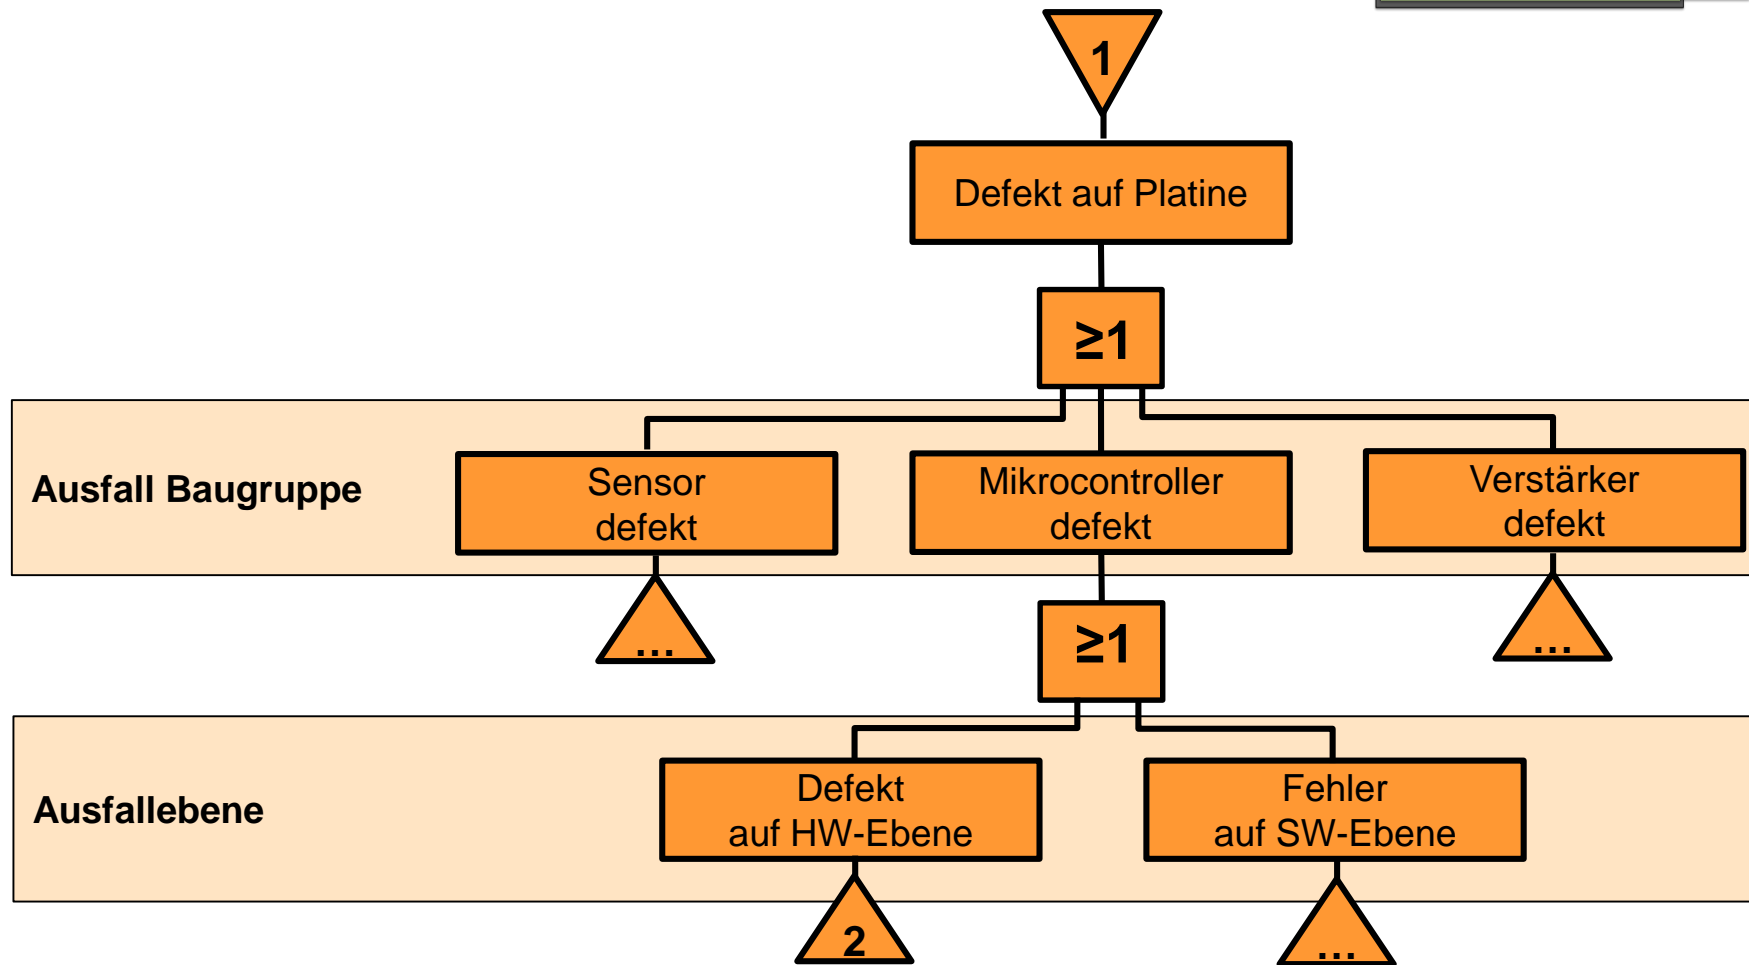 1
Defekt auf Platine
≥1
Ausfall Baugruppe
Sensor
defekt
Mikrocontroller
defekt
Verstärker
defekt
...
≥1
...
Ausfallebene
Defekt
auf HW-Ebene
Fehler
auf SW-Ebene
2
...